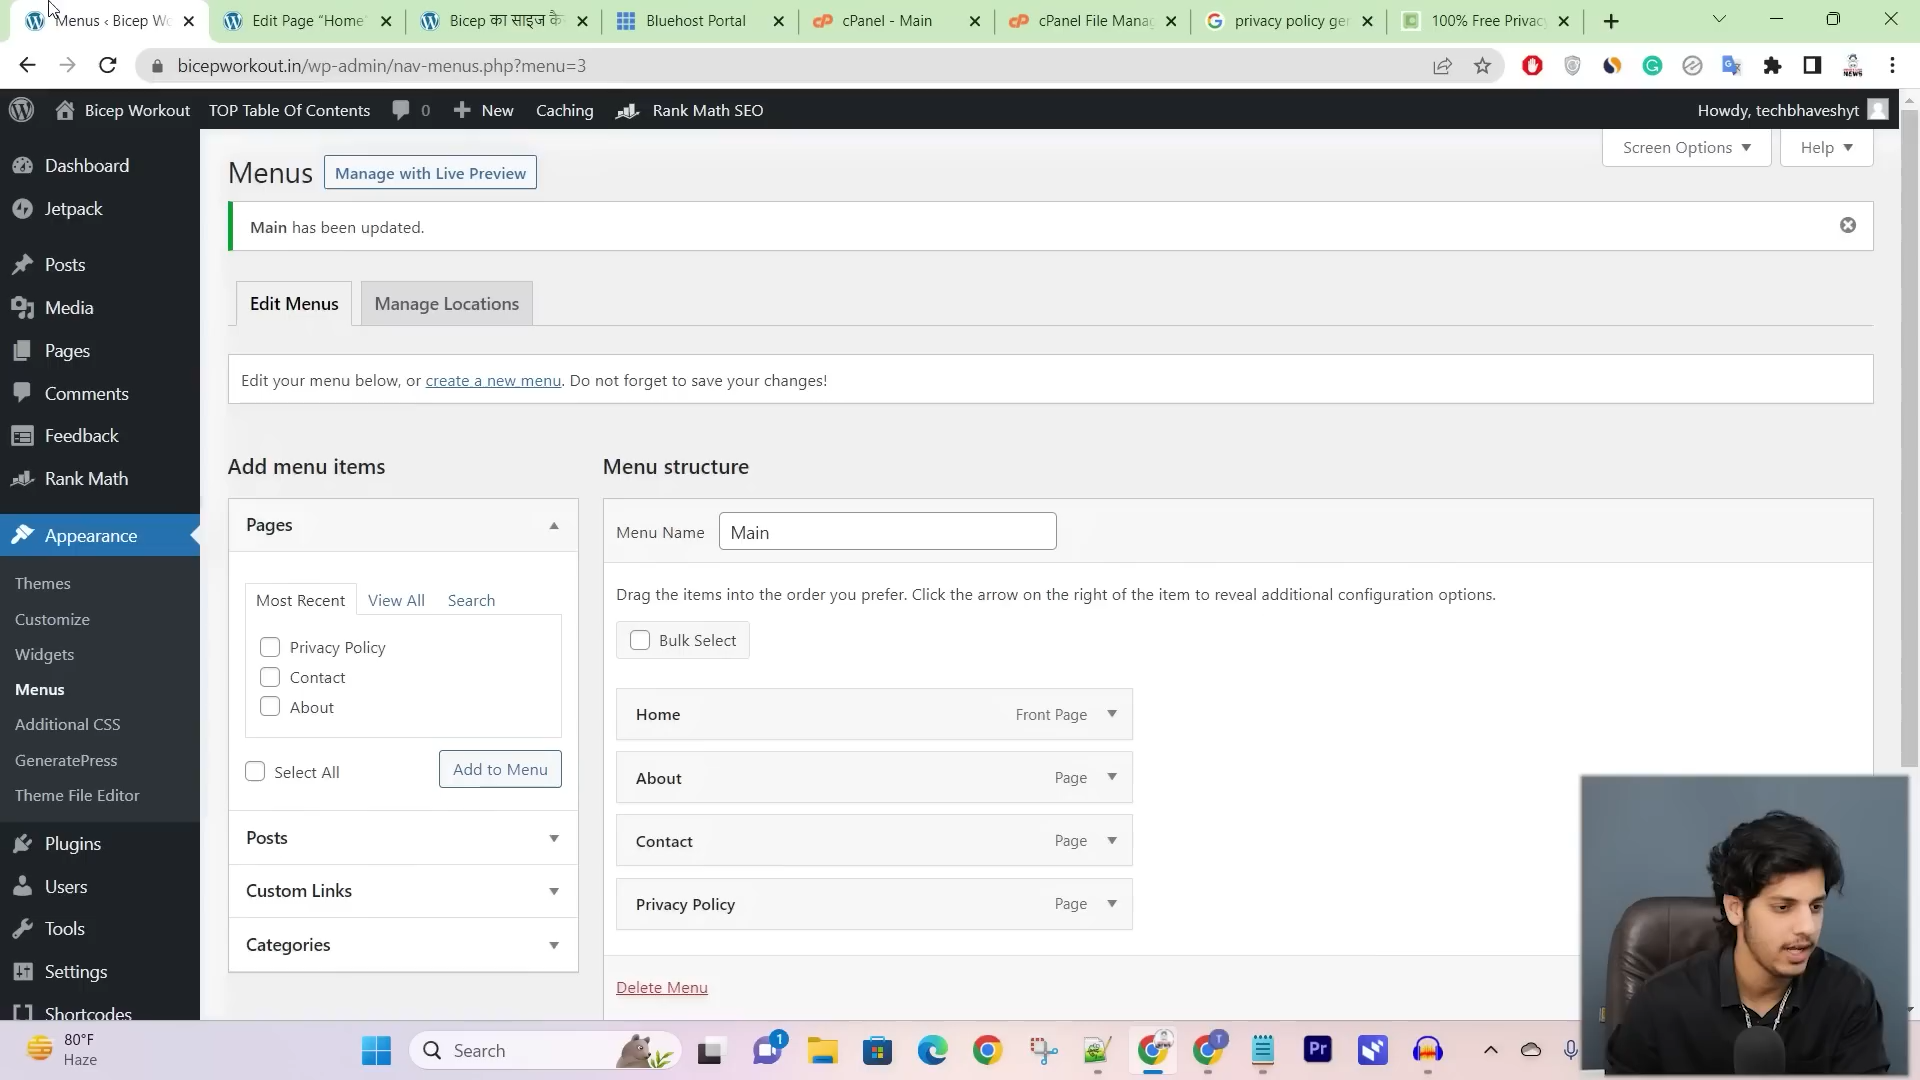 Menus ‹ Bicep Wo
Edit Page “Home”
Bicep का साइज कै
Bluehost Portal
cPanel - Main
cPanel File Manag
privacy policy ger
100% Free Privacy
bicepworkout.in/wp-admin/nav-menus.php?menu=3
Bicep Workout
TOP Table Of Contents
0
New
Caching
Rank Math SEO
Howdy, techbhaveshyt
Screen Options
Help
Dashboard
Jetpack
Posts
Media
Pages
Comments
Feedback
Rank Math
Appearance
Themes
Customize
Widgets
Menus
Additional CSS
GeneratePress
Theme File Editor
Plugins
Users
Tools
Settings
Shortcodes
Menus
Manage with Live Preview
Main has been updated.
Edit Menus
Manage Locations
Edit your menu below, or create a new menu. Do not forget to save your changes!
Add menu items
Pages
Most Recent
View All
Search
Privacy Policy
Contact
About
Select All
Add to Menu
Posts
Custom Links
Categories
Menu structure
Menu Name
Main
Drag the items into the order you prefer. Click the arrow on the right of the item to reveal additional configuration options.
Bulk Select
Home
Front Page
About
Page
Contact
Page
Privacy Policy
Page
Delete Menu
80°F
Haze
Search
1
T
Pr